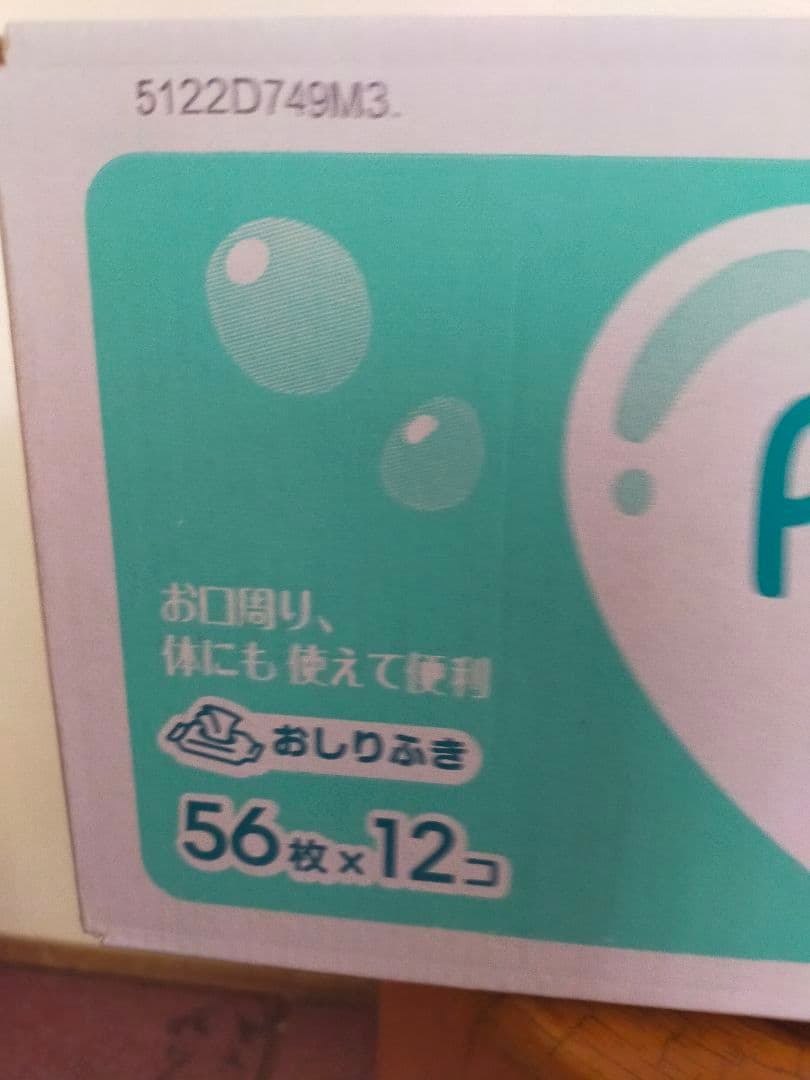 5122D749M3.
お口周り、
体にも 使えて便利
おしりふき
56枚×12コ